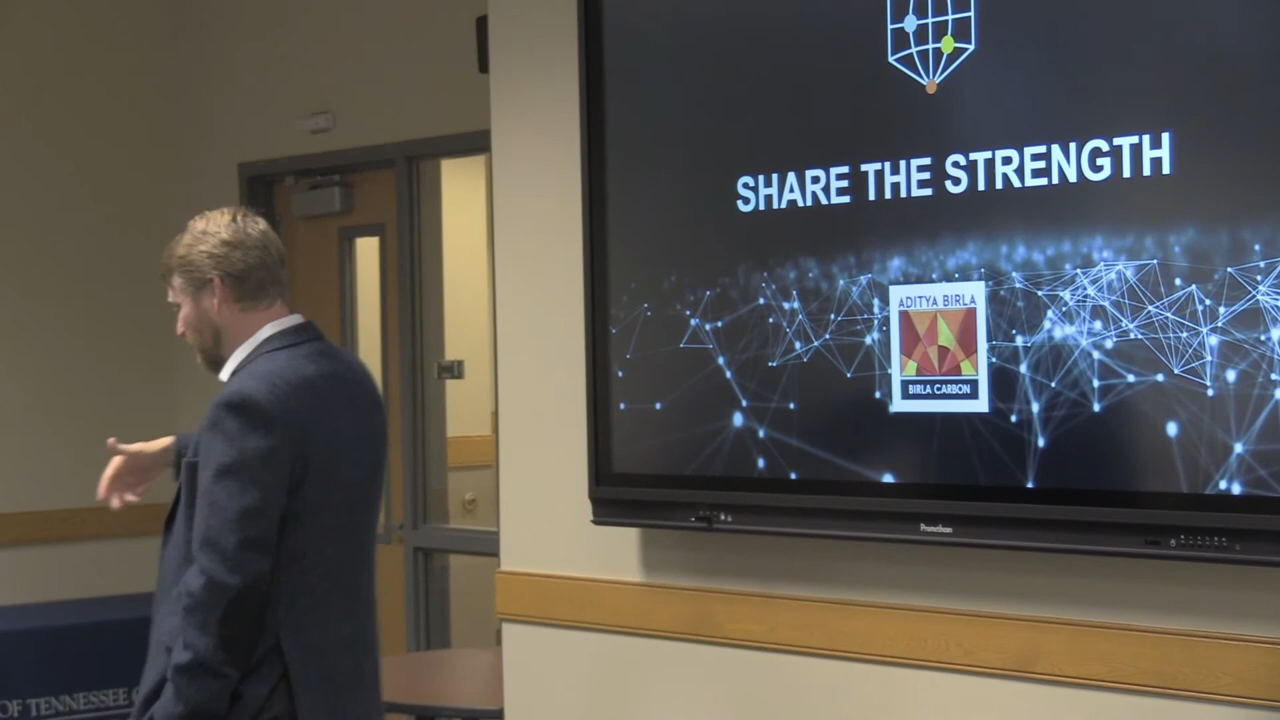 SHARE THE STRENGTH
ADITYA BIRLA
BIRLA CARBON
Promethean
OF TENNESSEE